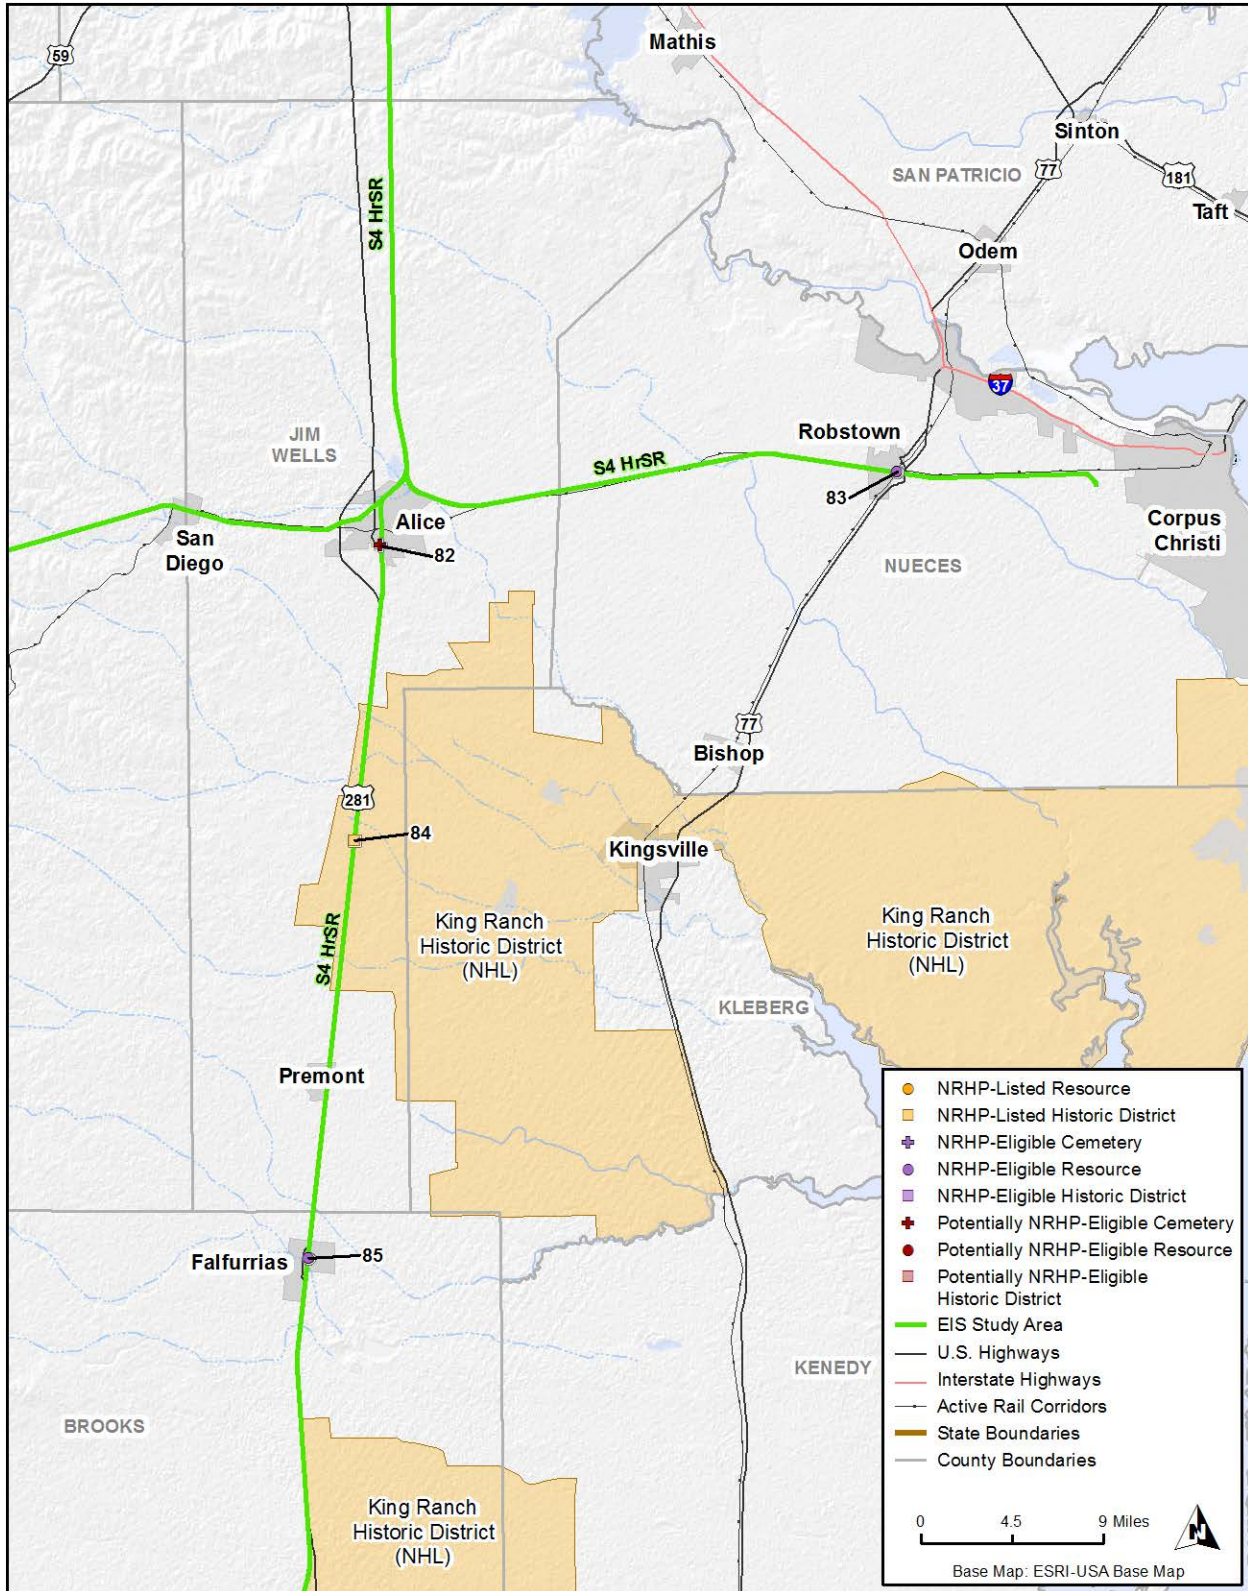 Mathis
59
Sinton
SAN PATRICIO
77
181
Taft
S4 HrSR
Odem
37
Robstown
JIM
WELLS
S4 HrSR
83
Alice
San
Diego
82
Corpus
Christi
NUECES
77
Bishop
281
84
Kingsville
King Ranch
Historic District
(NHL)
King Ranch
Historic District
(NHL)
S4 HrSR
KLEBERG
Premont
Falfurrias
85
KENEDY
BROOKS
King Ranch
Historic District
(NHL)
NRHP-Listed Resource
NRHP-Listed Historic District
NRHP-Eligible Cemetery
NRHP-Eligible Resource
NRHP-Eligible Historic District
Potentially NRHP-Eligible Cemetery
Potentially NRHP-Eligible Resource
Potentially NRHP-Eligible
Historic District
EIS Study Area
U.S. Highways
Interstate Highways
Active Rail Corridors
State Boundaries
County Boundaries
0 4.5 9 Miles
N
Base Map: ESRI-USA Base Map